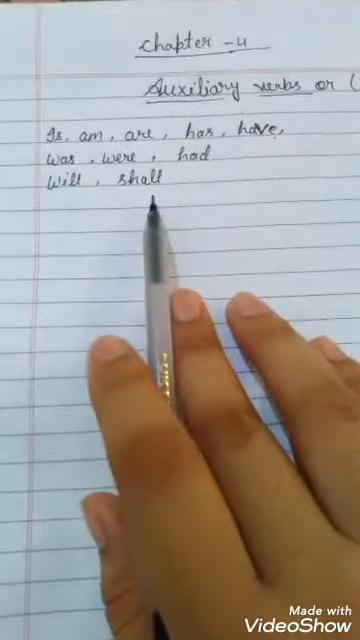 Chapter - 4
Auxiliary verbs or (
Is, am, are, has, have,
was, were, had
Will, shall
Made with
VideoShow